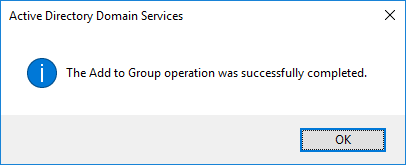 Active Directory Domain Services
The Add to Group operation was successfully completed.
OK